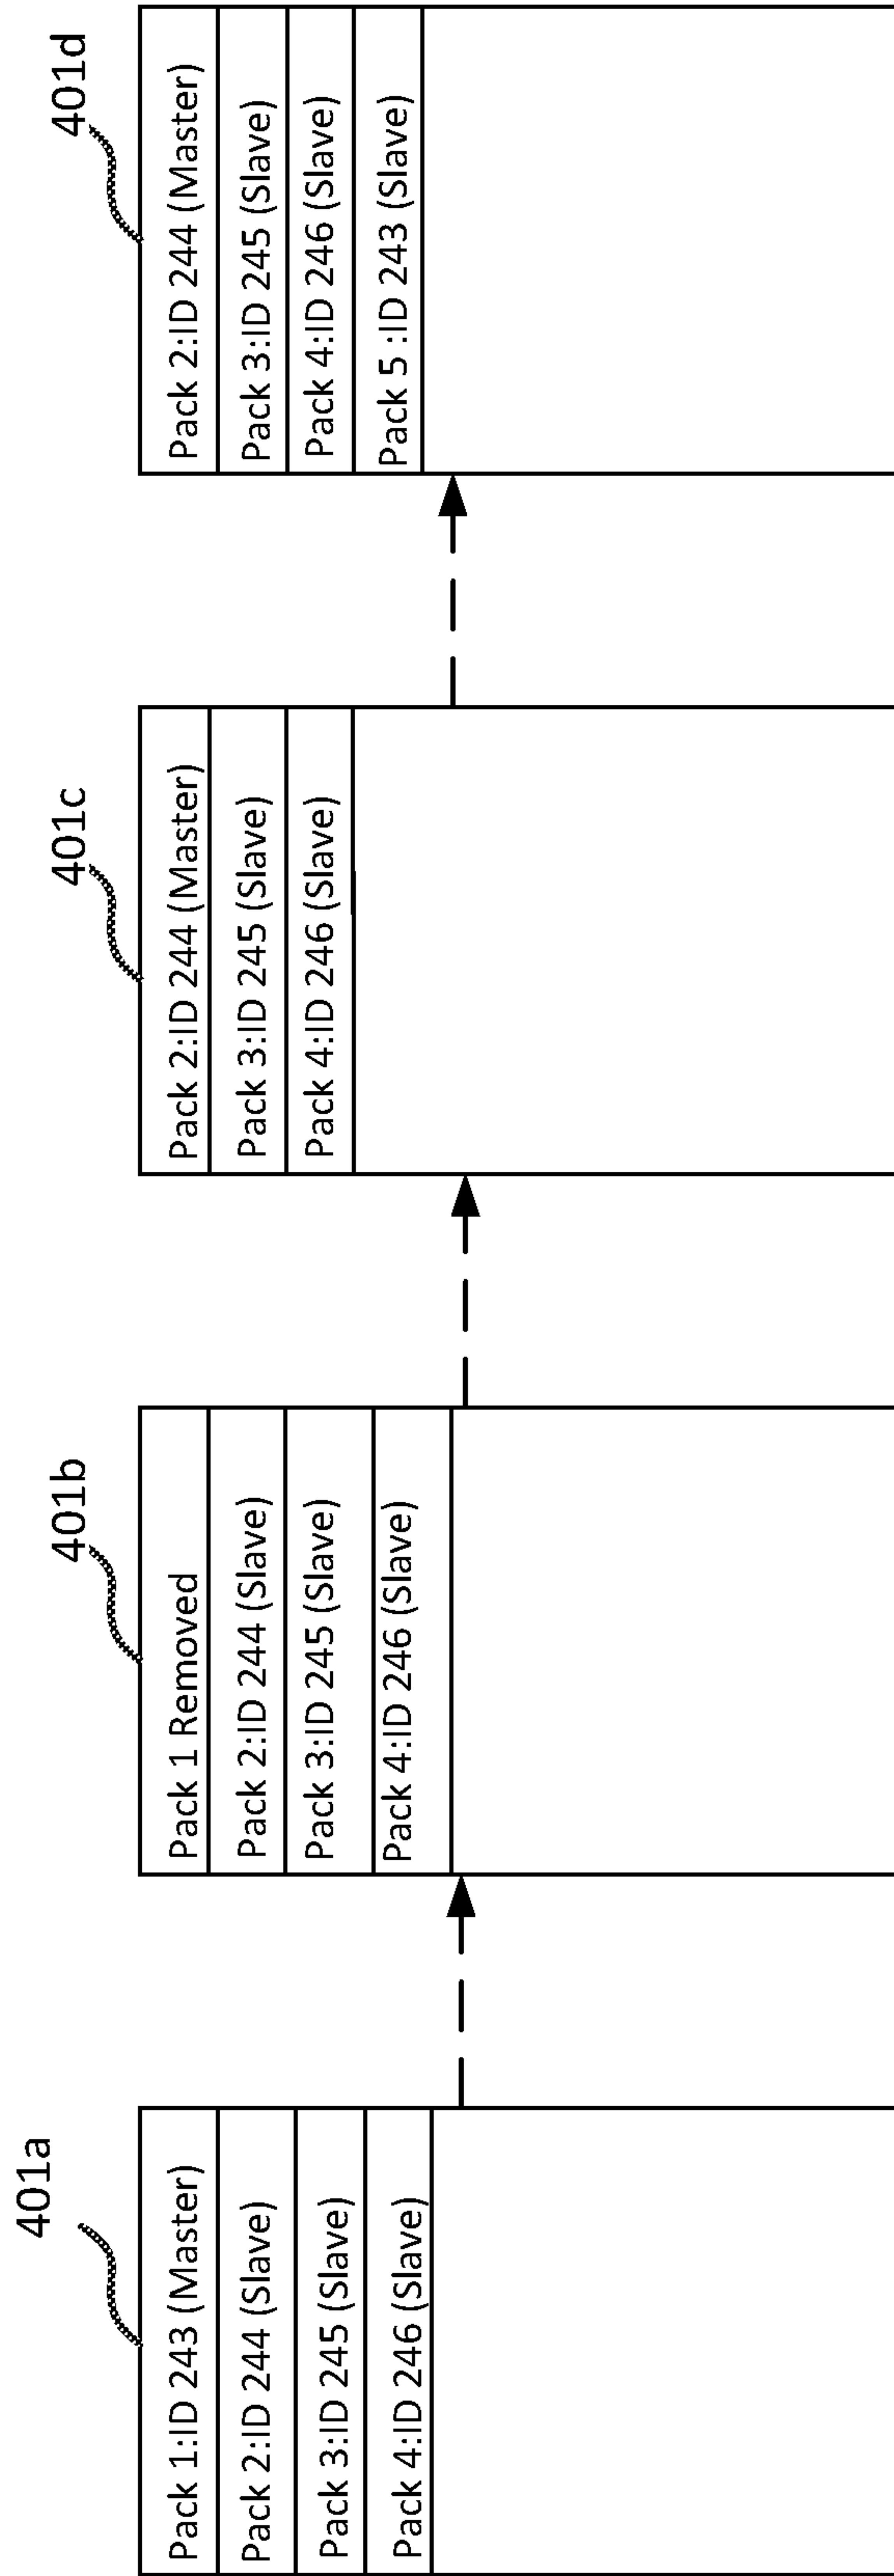 401a
Pack 1:ID 243 (Master)
Pack 2:ID 244 (Slave)
Pack 3:ID 245 (Slave)
Pack 4:ID 246 (Slave)
401b
Pack 1 Removed
Pack 2:ID 244 (Slave)
Pack 3:ID 245 (Slave)
Pack 4:ID 246 (Slave)
401c
Pack 2:ID 244 (Master)
Pack 3:ID 245 (Slave)
Pack 4:ID 246 (Slave)
401d
Pack 2:ID 244 (Master)
Pack 3:ID 245 (Slave)
Pack 4:ID 246 (Slave)
Pack 5 :ID 243 (Slave)